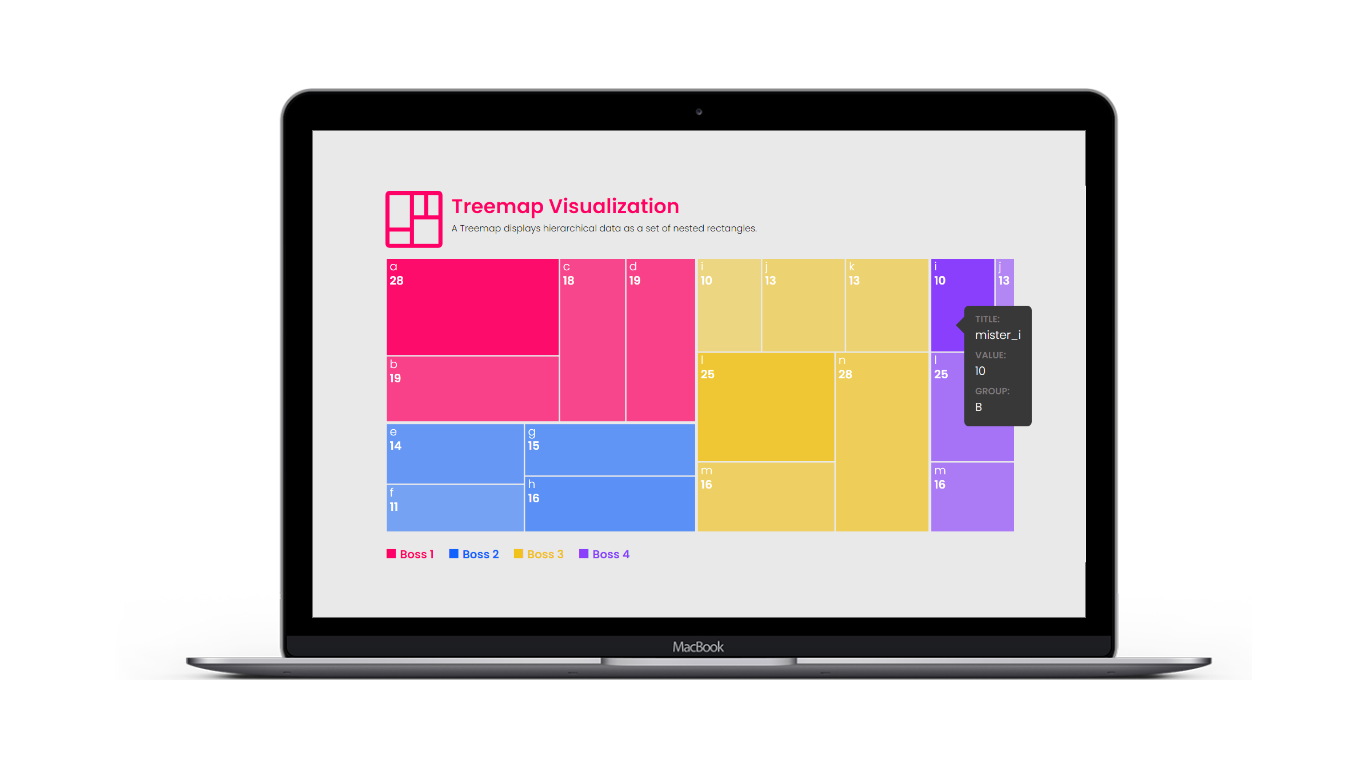 Treemap Visualization
A Treemap displays hierarchical data as a set of nested rectangles.
a
28
b
19
c
18
d
19
e
14
f
11
g
15
h
16
i
10
j
13
k
13
l
25
m
16
n
28
i
10
j
13
l
25
m
16
TITLE:
mister_i
VALUE:
10
GROUP:
B
Boss 1
Boss 2
Boss 3
Boss 4
MacBook